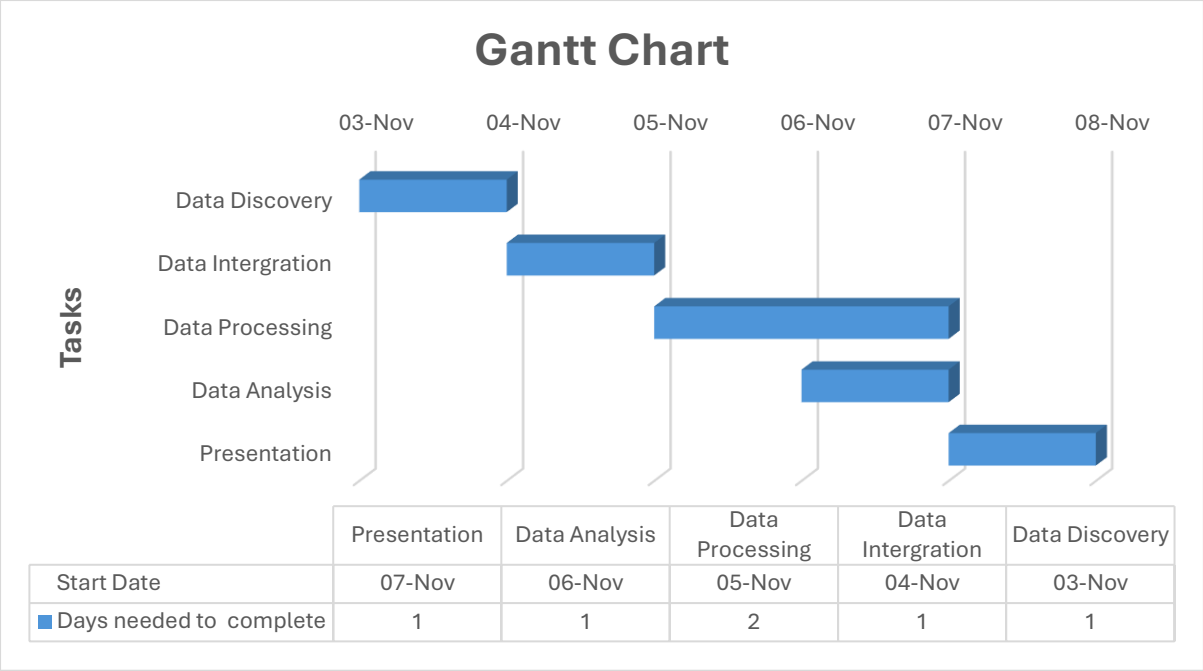 Gantt Chart
03-Nov 04-Nov 05-Nov 06-Nov 07-Nov 08-Nov
Tasks
Data Discovery
Data Intergration
Data Processing
Data Analysis
Presentation
Presentation Data Analysis Data Processing Data Intergration Data Discovery
Start Date 07-Nov 06-Nov 05-Nov 04-Nov 03-Nov
Days needed to  complete 1 1 2 1 1